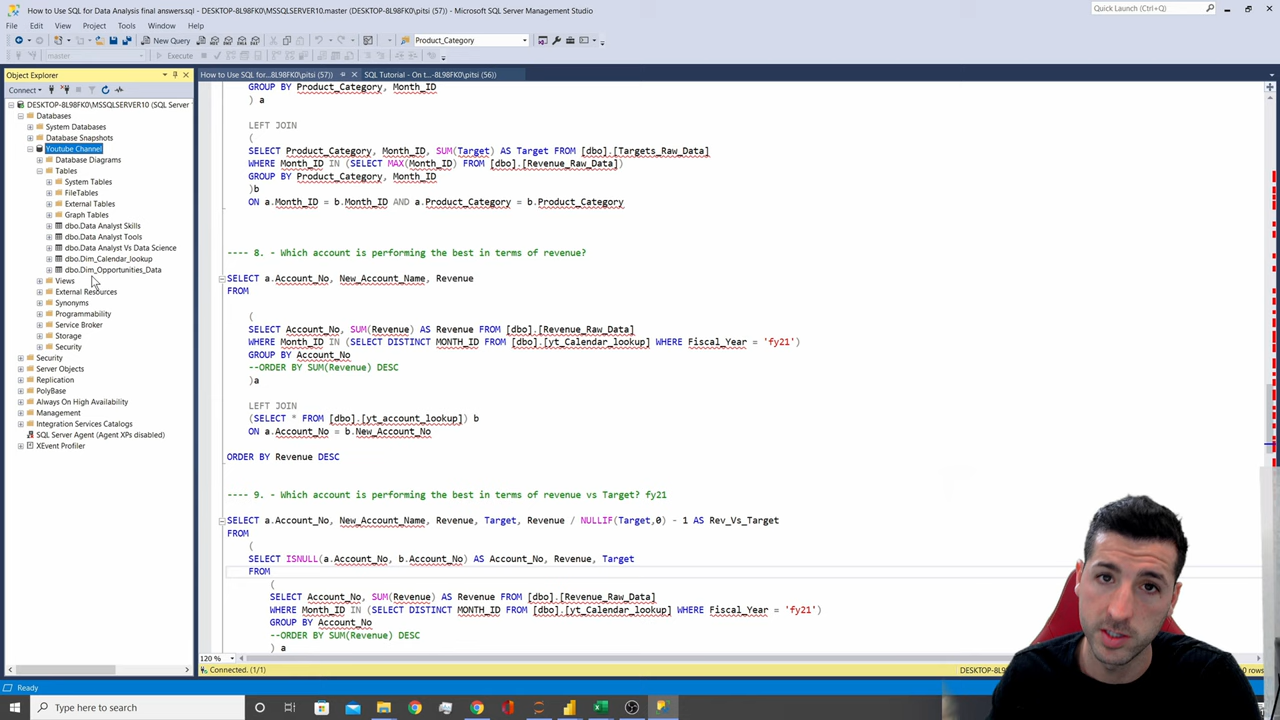 How to Use SQL for Data Analysis final answers.sql - DESKTOP-8L98FK0\MSSQLSERVER10.master (DESKTOP-8L98FK0\pitsi (57)) - Microsoft SQL Server Management Studio
Quick Launch (Ctrl+Q)
File Edit View Project Tools Window Help
New Query Product_Category
master Execute
Object Explorer
How to Use SQL for...8L98FK0\pitsi (57)) SQL Tutorial - On t...-8L98FK0\pitsi (56))
Connect
DESKTOP-8L98FK0\MSSQLSERVER10 (SQL Server
Databases
System Databases
Database Snapshots
Youtube Channel
Database Diagrams
Tables
System Tables
FileTables
External Tables
Graph Tables
dbo.Data Analyst Skills
dbo.Data Analyst Tools
dbo.Data Analyst Vs Data Science
dbo.Dim_Calendar_lookup
dbo.Dim_Opportunities_Data
Views
External Resources
Synonyms
Programmability
Service Broker
Storage
Security
Security
Server Objects
Replication
PolyBase
Always On High Availability
Management
Integration Services Catalogs
SQL Server Agent (Agent XPs disabled)
XEvent Profiler
GROUP BY Product_Category, Month_ID
) a
LEFT JOIN
(
SELECT Product_Category, Month_ID, SUM(Target) AS Target FROM [dbo].[Targets_Raw_Data]
WHERE Month_ID IN (SELECT MAX(Month_ID) FROM [dbo].[Revenue_Raw_Data])
GROUP BY Product_Category, Month_ID
)b
ON a.Month_ID = b.Month_ID AND a.Product_Category = b.Product_Category
---- 8. - Which account is performing the best in terms of revenue?
SELECT a.Account_No, New_Account_Name, Revenue
FROM
(
SELECT Account_No, SUM(Revenue) AS Revenue FROM [dbo].[Revenue_Raw_Data]
WHERE Month_ID IN (SELECT DISTINCT MONTH_ID FROM [dbo].[yt_Calendar_lookup] WHERE Fiscal_Year = 'fy21')
GROUP BY Account_No
--ORDER BY SUM(Revenue) DESC
)a
LEFT JOIN
(SELECT * FROM [dbo].[yt_account_lookup]) b
ON a.Account_No = b.New_Account_No
ORDER BY Revenue DESC
---- 9. - Which account is performing the best in terms of revenue vs Target? fy21
SELECT a.Account_No, New_Account_Name, Revenue, Target, Revenue / NULLIF(Target,0) - 1 AS Rev_Vs_Target
FROM
(
SELECT ISNULL(a.Account_No, b.Account_No) AS Account_No, Revenue, Target
FROM
(
SELECT Account_No, SUM(Revenue) AS Revenue FROM [dbo].[Revenue_Raw_Data]
WHERE Month_ID IN (SELECT DISTINCT MONTH_ID FROM [dbo].[yt_Calendar_lookup] WHERE Fiscal_Year = 'fy21')
GROUP BY Account_No
--ORDER BY SUM(Revenue) DESC
) a
120 %
Connected. (1/1)
DESKTOP-8L98FK0\MSSQLSER
rows
Ready
Type here to search